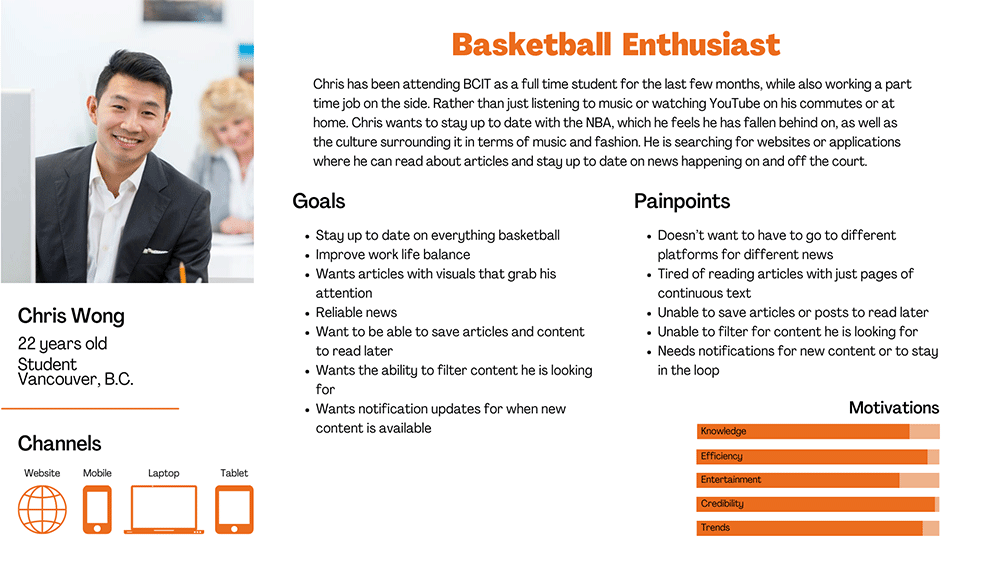 Basketball Enthusiast
Chris has been attending BCIT as a full time student for the last few months, while also working a part
time job on the side. Rather than just listening to music or watching YouTube on his commutes or at
home. Chris wants to stay up to date with the NBA, which he feels he has fallen behind on, as well as
the culture surrounding it in terms of music and fashion. He is searching for websites or applications
where he can read about articles and stay up to date on news happening on and off the court.
Goals
• Stay up to date on everything basketball
• Improve work life balance
• Wants articles with visuals that grab his
attention
• Reliable news
• Want to be able to save articles and content
to read later
• Wants the ability to filter content he is looking
for
• Wants notification updates for when new
content is available
Painpoints
• Doesn't want to have to go to different
platforms for different news
• Tired of reading articles with just pages of
continuous text
• Unable to save articles or posts to read later
• Unable to filter for content he is looking for
• Needs notifications for new content or to stay
in the loop
Chris Wong
22 years old
Student
Vancouver, B.C.
Channels
Website Mobile Laptop Tablet
Motivations
Knowledge
Efficiency
Entertainment
Credibility
Trends